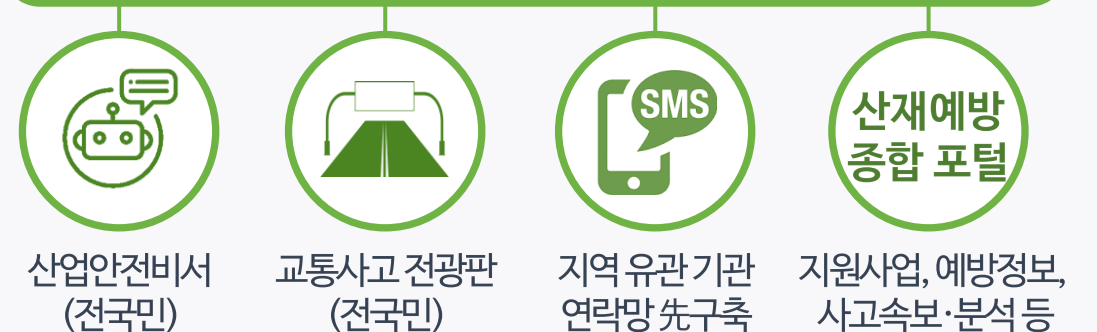 SMS
산재예방
종합 포털
산업안전비서
(전국민)
교통사고 전광판
(전국민)
지역 유관 기관
연락망 先구축
지원사업, 예방정보,
사고속보·분석 등